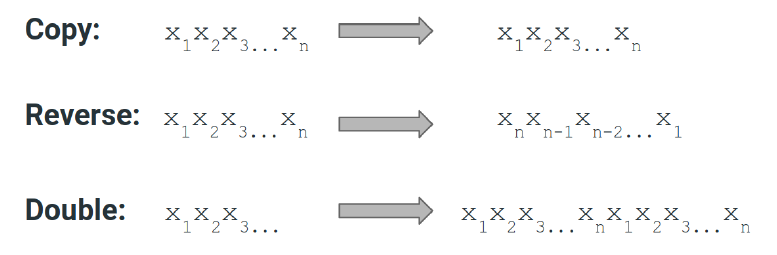 Copy: x₁x₂x₃...xₙ x₁x₂x₃...xₙ
Reverse: x₁x₂x₃...xₙ xₙxₙ₋₁xₙ₋₂...x₁
Double: x₁x₂x₃... x₁x₂x₃...xₙx₁x₂x₃...xₙ